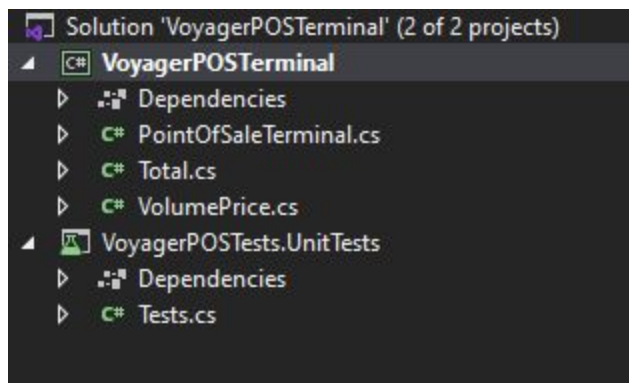 Solution 'VoyagerPOSTerminal' (2 of 2 projects)
C# VoyagerPOSTerminal
Dependencies
C# PointOfSaleTerminal.cs
C# Total.cs
C# VolumePrice.cs
VoyagerPOSTests.UnitTests
Dependencies
C# Tests.cs